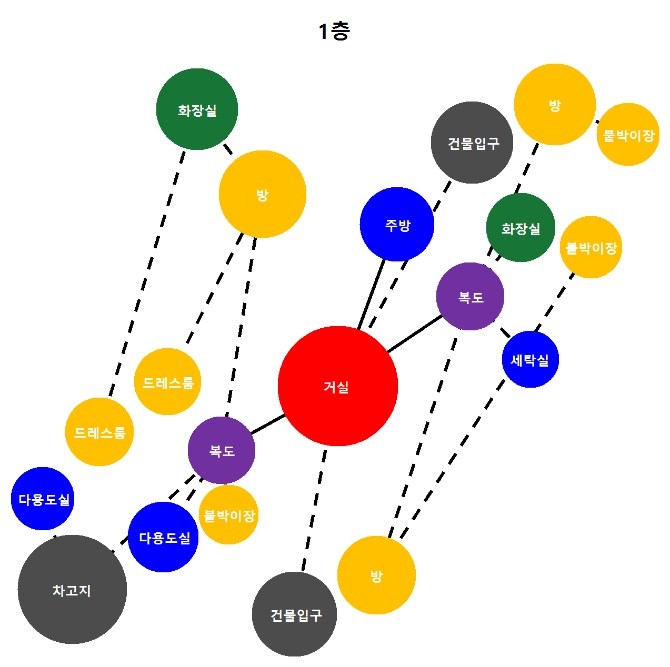 1층
화장실
방
건물입구
붙박이장
방
주방
화장실
붙박이장
복도
세탁실
거실
드레스룸
드레스룸
복도
다용도실
붙박이장
다용도실
차고지
방
건물입구